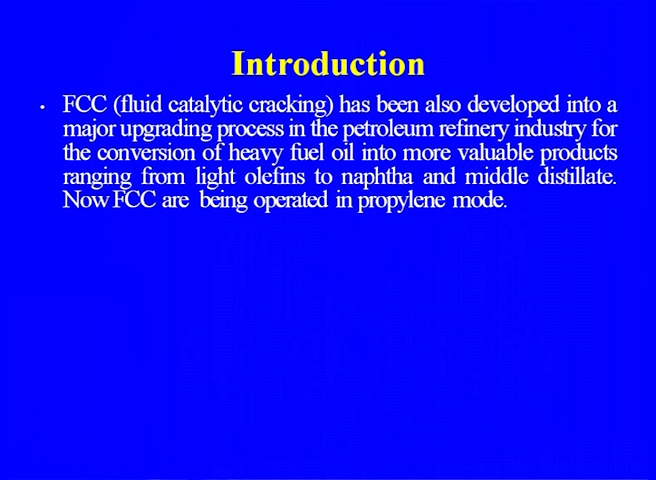 Introduction
• FCC (fluid catalytic cracking) has been also developed into a
major upgrading process in the petroleum refinery industry for
the conversion of heavy fuel oil into more valuable products
ranging from light olefins to naphtha and middle distillate.
Now FCC are being operated in propylene mode.